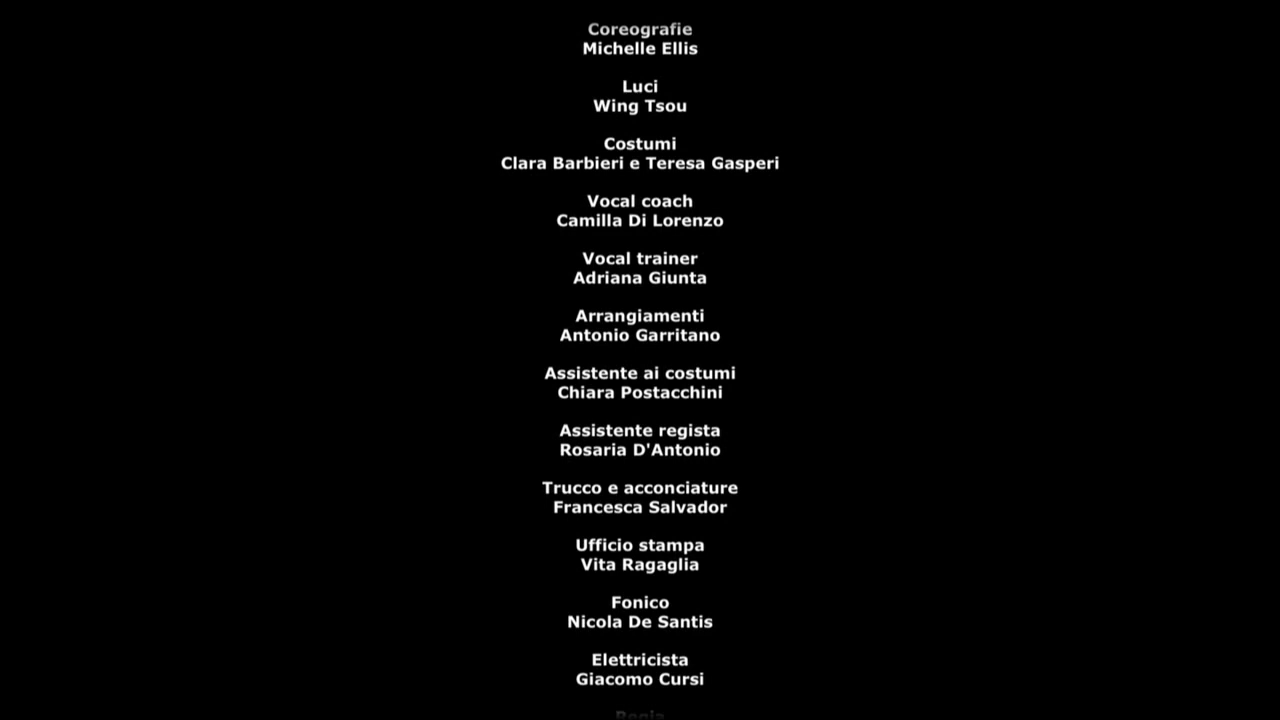 Coreografie
Michelle Ellis
Luci
Wing Tsou
Costumi
Clara Barbieri e Teresa Gasperi
Vocal coach
Camilla Di Lorenzo
Vocal trainer
Adriana Giunta
Arrangiamenti
Antonio Garritano
Assistente ai costumi
Chiara Postacchini
Assistente regista
Rosaria D'Antonio
Trucco e acconciature
Francesca Salvador
Ufficio stampa
Vita Ragaglia
Fonico
Nicola De Santis
Elettricista
Giacomo Cursi
Regia